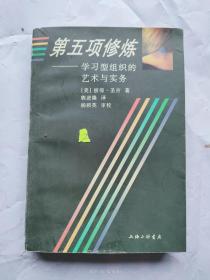 第五项修炼
——学习型组织的
艺术与实务
[美] 彼得·圣吉 著
郭进隆 译
杨硕英 审校
上海三联书店